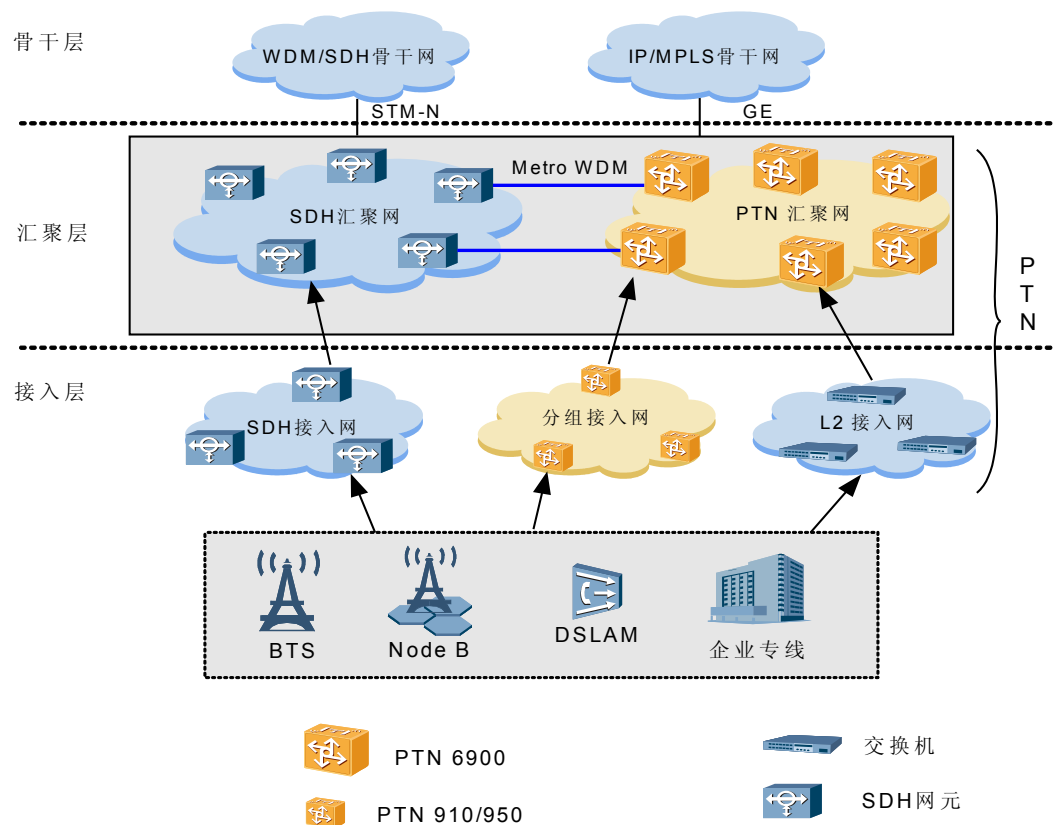 骨干层
WDM/SDH骨干网
IP/MPLS骨干网
STM-N
GE
汇聚层
Metro WDM
SDH汇聚网
PTN 汇聚网
P
T
N
接入层
SDH接入网
分组接入网
L2 接入网
BTS
Node B
DSLAM
企业专线
PTN 6900
交换机
PTN 910/950
SDH网元